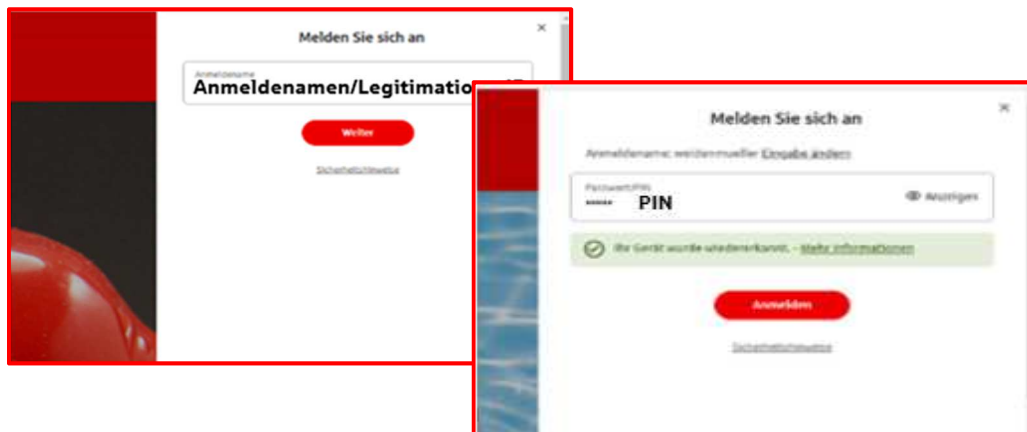 Melden Sie sich an
Anmeldename
Anmeldenamen/Legitimatio
Weiter
Sicherheitshinweise
Melden Sie sich an
Anmeldename: weidenmueller Eingabe ändern
Passwort/PIN
PIN
Anzeigen
Ihr Gerät wurde wiedererkannt. - Mehr Informationen
Anmelden
Sicherheitshinweise